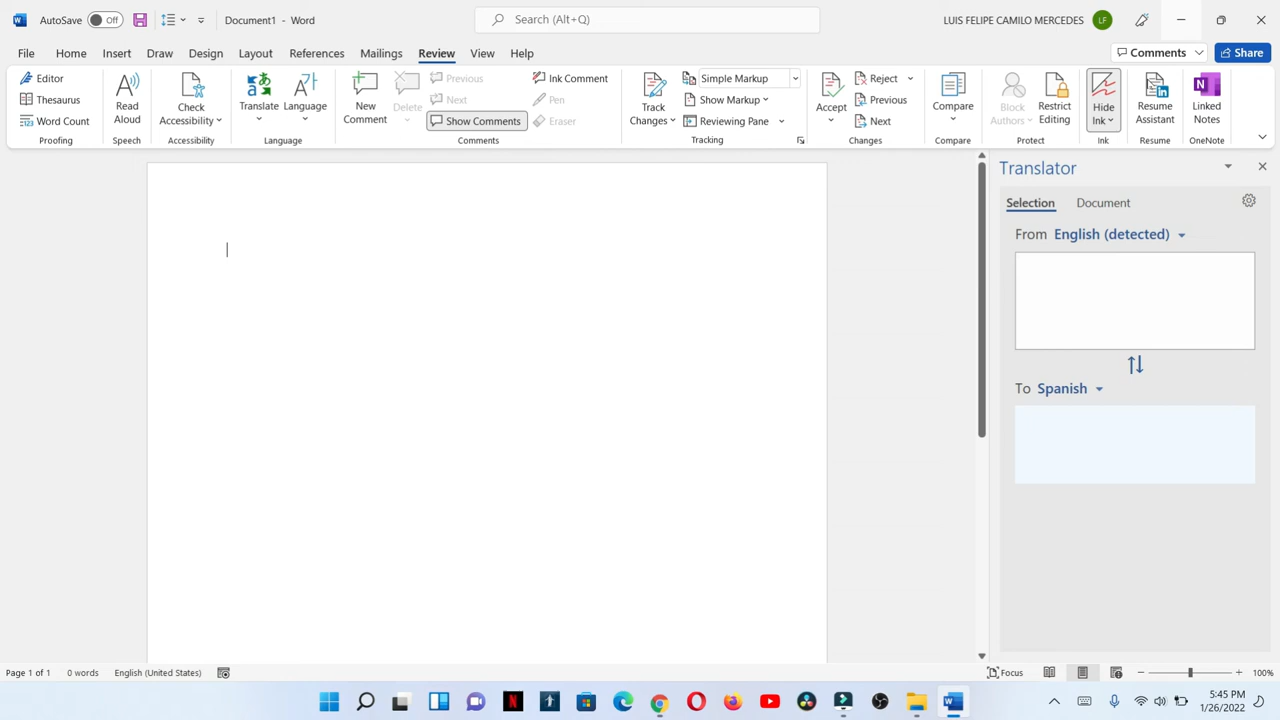 AutoSave Off Document1 - Word Search (Alt+Q) LUIS FELIPE CAMILO MERCEDES LF
File Home Insert Draw Design Layout References Mailings Review View Help Comments Share
Editor
Thesaurus
Word Count
Proofing
Read Aloud
Speech
Check Accessibility
Accessibility
Translate
Language
Language
New Comment
Delete
Previous
Next
Show Comments
Ink Comment
Pen
Eraser
Comments
Track Changes
Simple Markup
Show Markup
Reviewing Pane
Tracking
Accept
Reject
Previous
Next
Changes
Compare
Compare
Block Authors
Restrict Editing
Protect
Hide Ink
Ink
Resume Assistant
Resume
Linked Notes
OneNote
Translator
Selection Document
From English (detected)
To Spanish
Page 1 of 1 0 words English (United States) Focus 100%
5:45 PM
1/26/2022